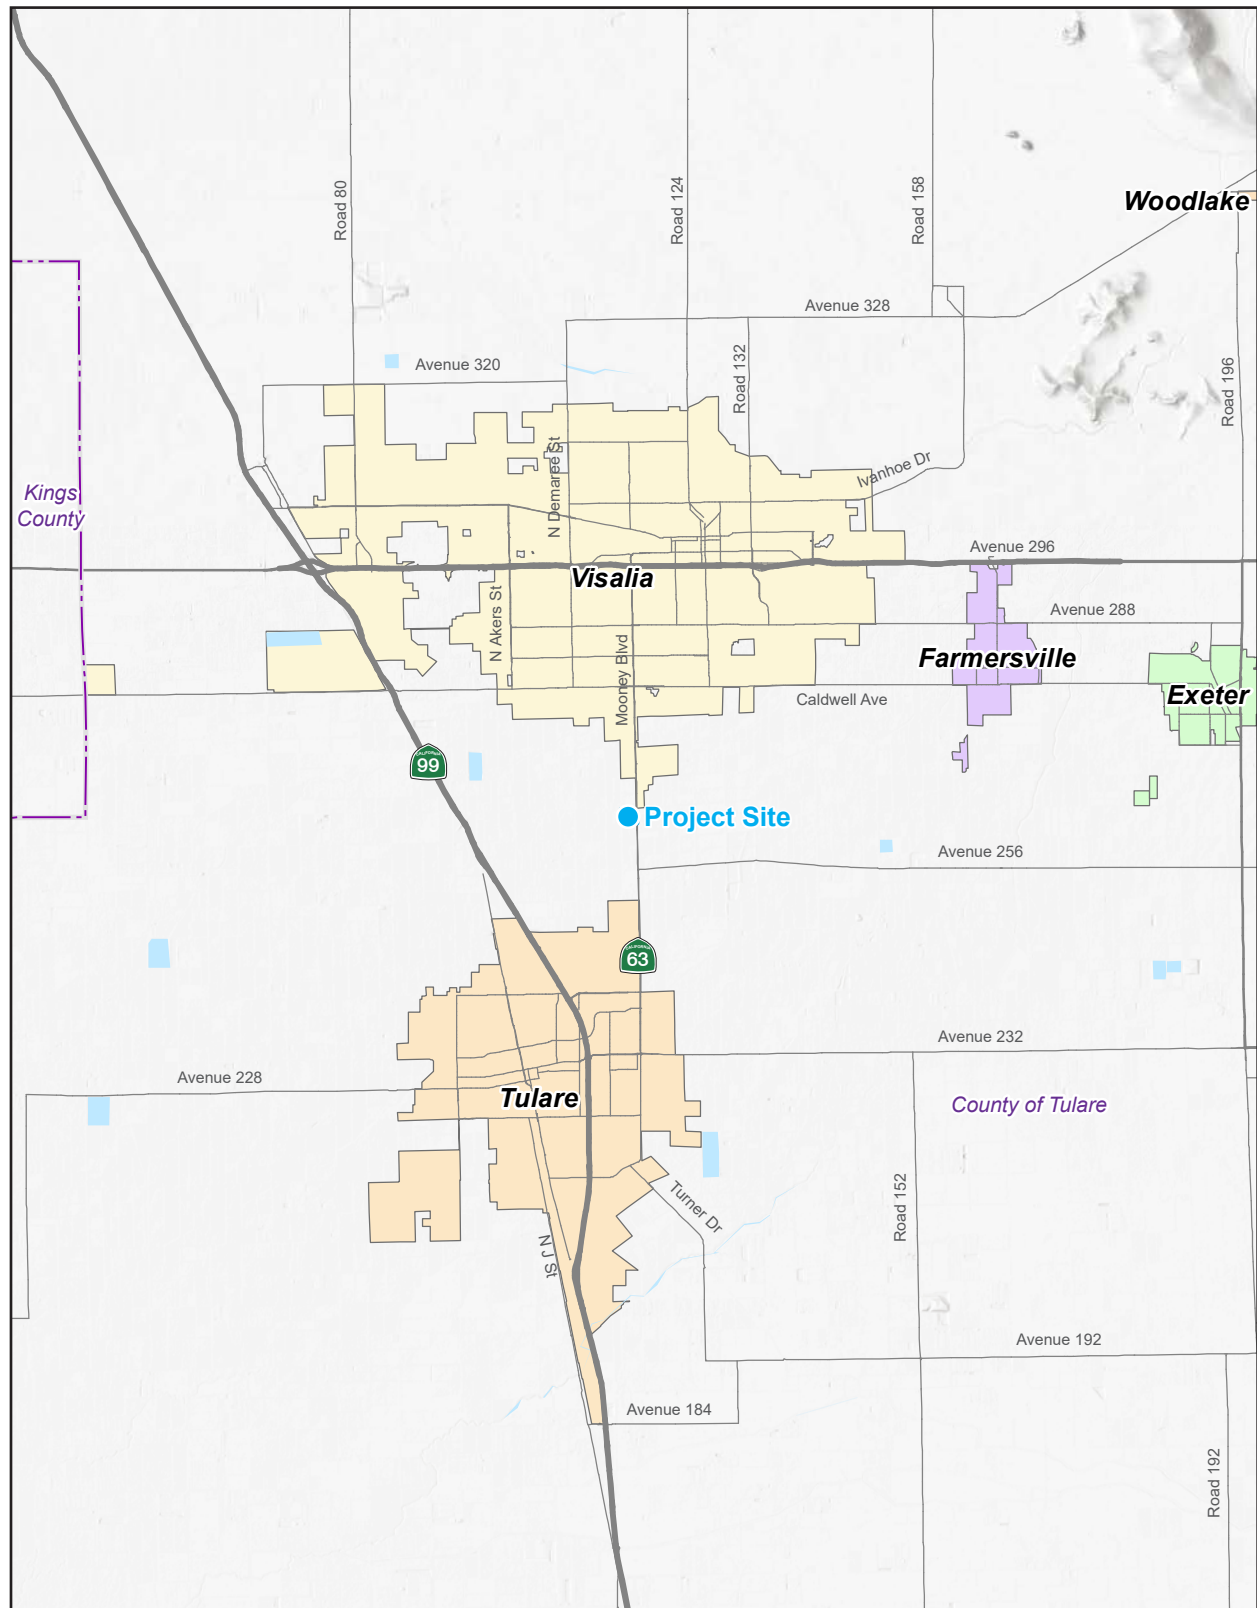 Road 80
Road 124
Road 158
Woodlake
Avenue 328
Avenue 320
Road 132
Road 196
N Demaree St
Ivanhoe Dr
Kings
County
Avenue 296
Visalia
N Akers St
Avenue 288
Mooney Blvd
Farmersville
Exeter
Caldwell Ave
CALIFORNIA
99
Project Site
Avenue 256
CALIFORNIA
63
Avenue 232
Avenue 228
Tulare
County of Tulare
Turner Dr
Road 152
N J St
Avenue 192
Avenue 184
Road 192